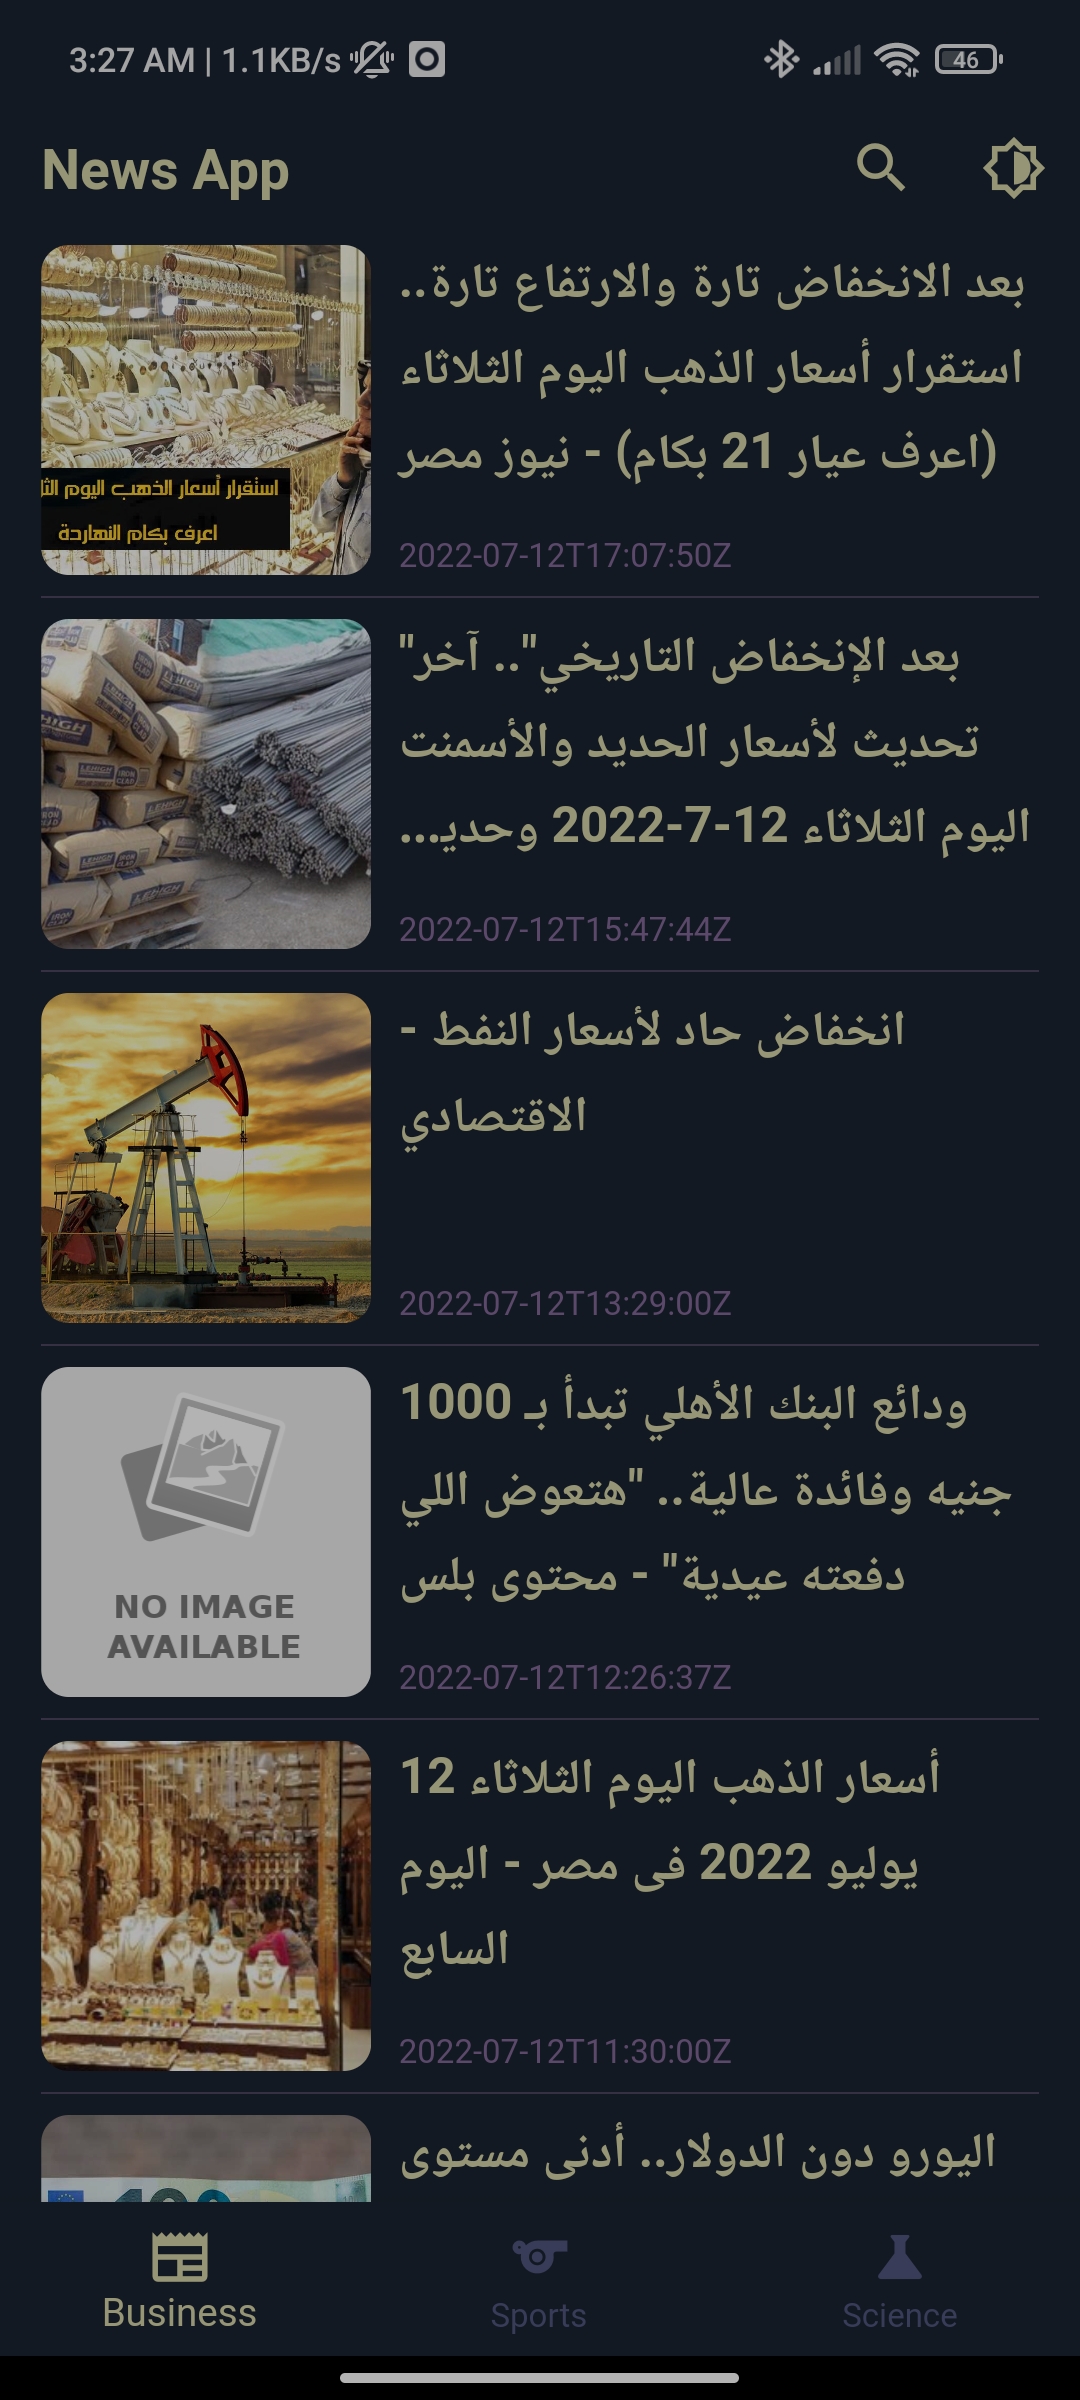 3:27 AM | 1.1KB/s
46
News App
بعد الانخفاض تارة والارتفاع تارة..
استقرار أسعار الذهب اليوم الثلاثاء
(اعرف عيار 21 بكام) - نيوز مصر
استقرار أسعار الذهب اليوم الثل
اعرف بكام النهاردة
2022-07-12T17:07:50Z
بعد الإنخفاض التاريخي".. آخر"
تحديث لأسعار الحديد والأسمنت
اليوم الثلاثاء 12-7-2022 وحديـ...
LEHIGH
2022-07-12T15:47:44Z
انخفاض حاد لأسعار النفط -
الاقتصادي
2022-07-12T13:29:00Z
ودائع البنك الأهلي تبدأ بـ 1000
جنيه وفائدة عالية.. "هتعوض اللي
دفعته عيدية" - محتوى بلس
NO IMAGE
AVAILABLE
2022-07-12T12:26:37Z
أسعار الذهب اليوم الثلاثاء 12
يوليو 2022 فى مصر - اليوم
السابع
2022-07-12T11:30:00Z
اليورو دون الدولار.. أدنى مستوى
Business
Sports
Science